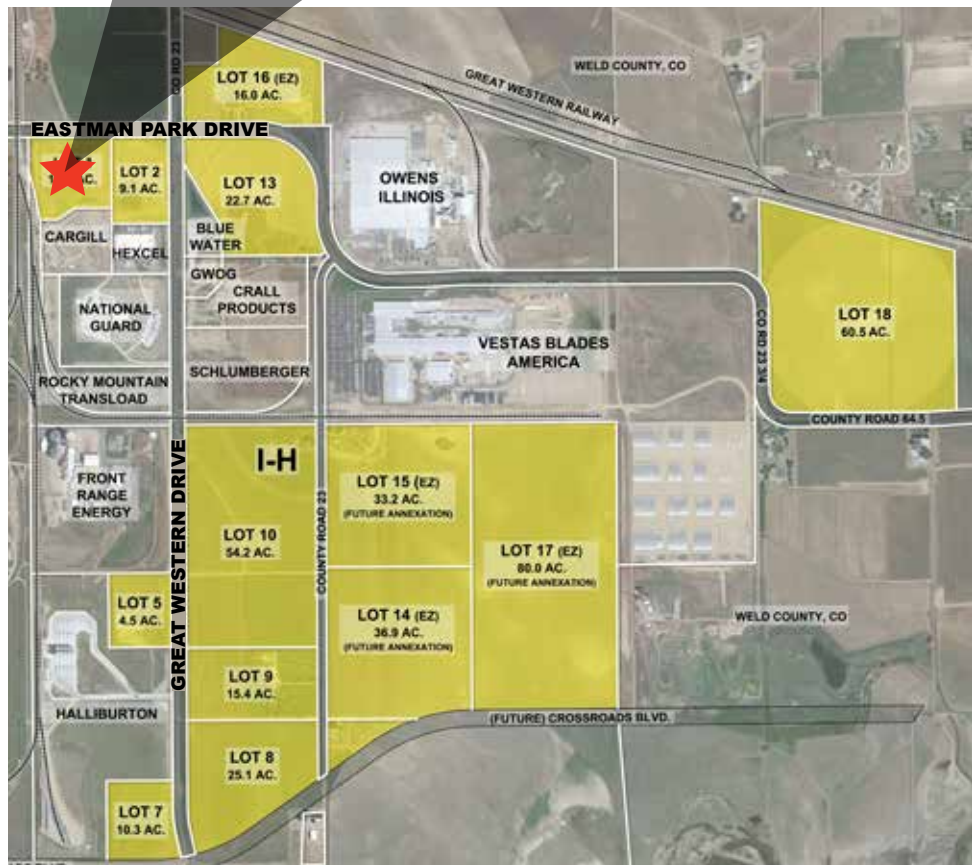 CO RD 23
WELD COUNTY, CO
LOT 16 (EZ)
16.0 AC.
GREAT WESTERN RAILWAY
EASTMAN PARK DRIVE
AC.
LOT 2
9.1 AC.
LOT 13
22.7 AC.
OWENS
ILLINOIS
CARGILL
HEXCEL
BLUE
WATER
GWOG
CRALL
PRODUCTS
NATIONAL
GUARD
VESTAS BLADES
AMERICA
CO RD 23 3/4
LOT 18
60.5 AC.
SCHLUMBERGER
ROCKY MOUNTAIN
TRANSLOAD
COUNTY ROAD 64.5
GREAT WESTERN DRIVE
I-H
FRONT
RANGE
ENERGY
COUNTY ROAD 23
LOT 15 (EZ)
33.2 AC.
(FUTURE ANNEXATION)
LOT 10
54.2 AC.
LOT 17 (EZ)
80.0 AC.
(FUTURE ANNEXATION)
LOT 5
4.5 AC.
LOT 14 (EZ)
36.9 AC.
(FUTURE ANNEXATION)
WELD COUNTY, CO
LOT 9
15.4 AC.
HALLIBURTON
(FUTURE) CROSSROADS BLVD.
LOT 8
25.1 AC.
LOT 7
10.3 AC.